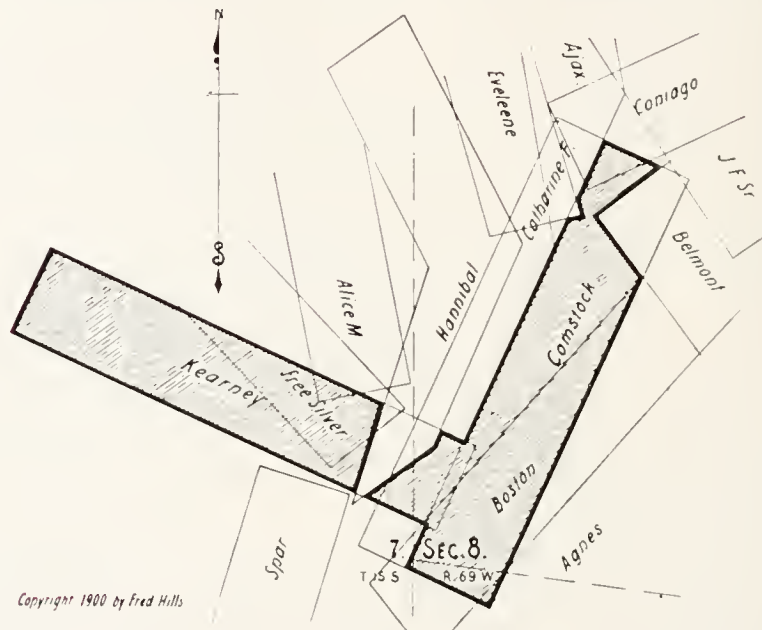 N
S
Ajax
Eveleene
Coniago
Catharine F.
J F Sr
Belmont
Hannibal
Alice M
Comstock
Kearney
Free Silver
Boston
7. SEC. 8.
T. 15 S R. 69 W
Spar
Agnes
Copyright 1900 by Fred Hills